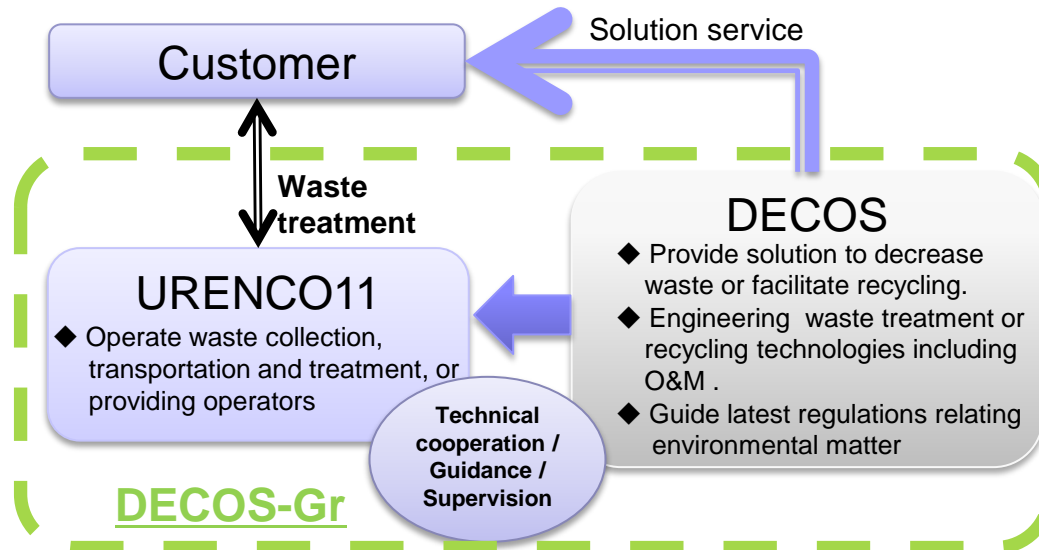 Solution service
Customer
Waste
treatment
DECOS
◆ Provide solution to decrease
waste or facilitate recycling.
◆ Engineering waste treatment or
recycling technologies including
O&M .
◆ Guide latest regulations relating
environmental matter
URENCO11
◆ Operate waste collection,
transportation and treatment, or
providing operators
Technical
cooperation /
Guidance /
Supervision
DECOS-Gr